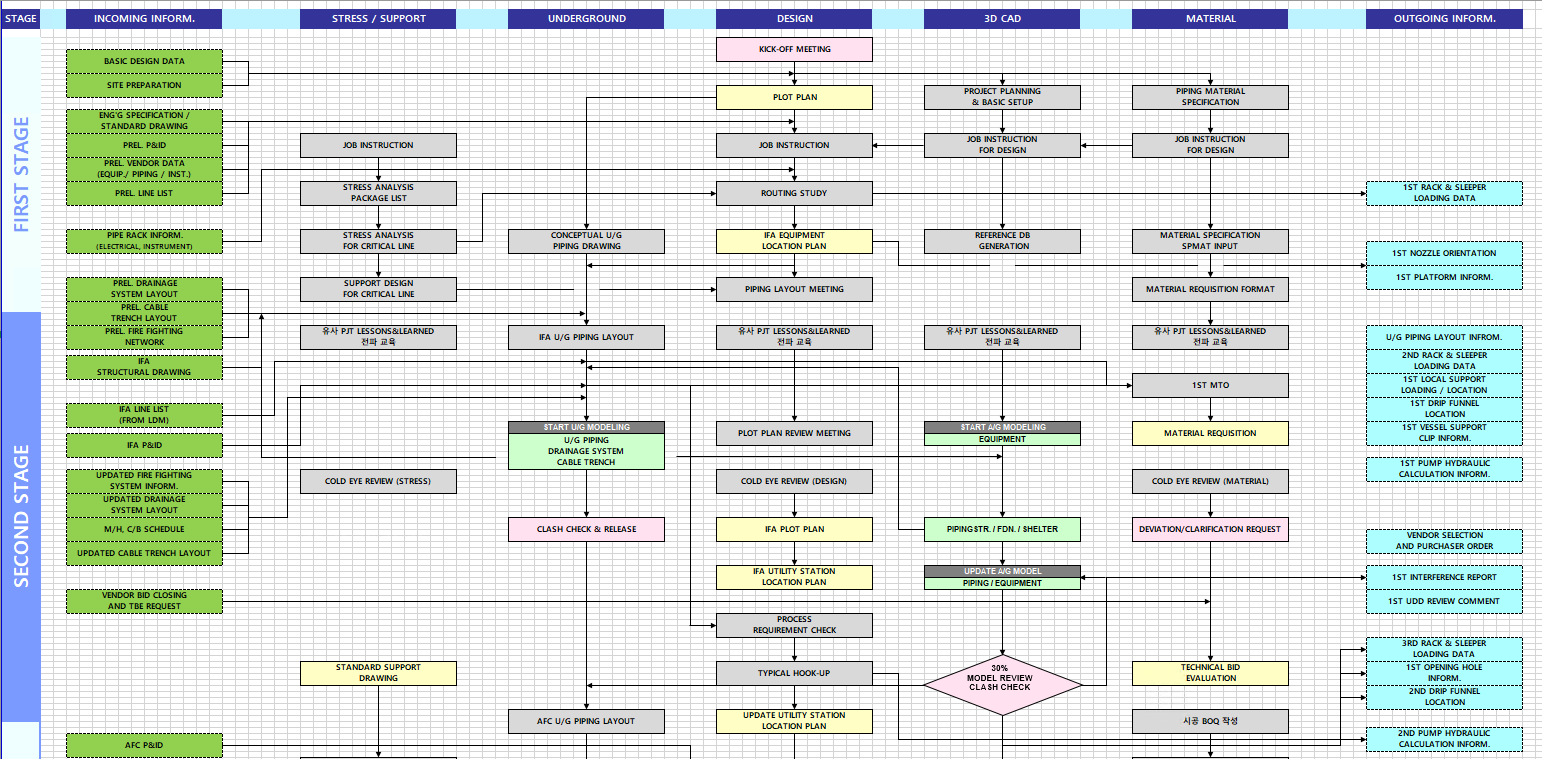 STAGE
INCOMING INFORM.
STRESS / SUPPORT
UNDERGROUND
DESIGN
3D CAD
MATERIAL
OUTGOING INFORM.
FIRST STAGE
SECOND STAGE
BASIC DESIGN DATA
SITE PREPARATION
ENG'G SPECIFICATION /
STANDARD DRAWING
PREL. P&ID
PREL. VENDOR DATA
(EQUIP./ PIPING / INST.)
PREL. LINE LIST
PIPE RACK INFORM.
(ELECTRICAL, INSTRUMENT)
PREL. DRAINAGE
SYSTEM LAYOUT
PREL. CABLE
TRENCH LAYOUT
PREL. FIRE FIGHTING
NETWORK
IFA
STRUCTURAL DRAWING
IFA LINE LIST
(FROM LDM)
IFA P&ID
UPDATED FIRE FIGHTING
SYSTEM INFORM.
UPDATED DRAINAGE
SYSTEM LAYOUT
M/H, C/B SCHEDULE
UPDATED CABLE TRENCH LAYOUT
VENDOR BID CLOSING
AND TBE REQUEST
AFC P&ID
JOB INSTRUCTION
STRESS ANALYSIS
PACKAGE LIST
STRESS ANALYSIS
FOR CRITICAL LINE
SUPPORT DESIGN
FOR CRITICAL LINE
유사 PJT LESSONS&LEARNED
전파 교육
COLD EYE REVIEW (STRESS)
STANDARD SUPPORT
DRAWING
CONCEPTUAL U/G
PIPING DRAWING
IFA U/G PIPING LAYOUT
START U/G MODELING
U/G PIPING
DRAINAGE SYSTEM
CABLE TRENCH
CLASH CHECK & RELEASE
AFC U/G PIPING LAYOUT
KICK-OFF MEETING
PLOT PLAN
JOB INSTRUCTION
ROUTING STUDY
IFA EQUIPMENT
LOCATION PLAN
PIPING LAYOUT MEETING
유사 PJT LESSONS&LEARNED
전파 교육
PLOT PLAN REVIEW MEETING
COLD EYE REVIEW (DESIGN)
IFA PLOT PLAN
IFA UTILITY STATION
LOCATION PLAN
PROCESS
REQUIREMENT CHECK
TYPICAL HOOK-UP
UPDATE UTILITY STATION
LOCATION PLAN
PROJECT PLANNING
& BASIC SETUP
JOB INSTRUCTION
FOR DESIGN
REFERENCE DB
GENERATION
유사 PJT LESSONS&LEARNED
전파 교육
START A/G MODELING
EQUIPMENT
PIPING STR. / FDN. / SHELTER
UPDATE A/G MODEL
PIPING / EQUIPMENT
30%
MODEL REVIEW
CLASH CHECK
PIPING MATERIAL
SPECIFICATION
JOB INSTRUCTION
FOR DESIGN
MATERIAL SPECIFICATION
SPMAT INPUT
MATERIAL REQUISITION FORMAT
유사 PJT LESSONS&LEARNED
전파 교육
1ST MTO
MATERIAL REQUISITION
COLD EYE REVIEW (MATERIAL)
DEVIATION/CLARIFICATION REQUEST
TECHNICAL BID
EVALUATION
시공 BOQ 작성
1ST RACK & SLEEPER
LOADING DATA
1ST NOZZLE ORIENTATION
1ST PLATFORM INFORM.
U/G PIPING LAYOUT INFROM.
2ND RACK & SLEEPER
LOADING DATA
1ST LOCAL SUPPORT
LOADING / LOCATION
1ST DRIP FUNNEL
LOCATION
1ST VESSEL SUPPORT
CLIP INFORM.
1ST PUMP HYDRAULIC
CALCULATION INFORM.
VENDOR SELECTION
AND PURCHASER ORDER
1ST INTERFERENCE REPORT
1ST UDD REVIEW COMMENT
3RD RACK & SLEEPER
LOADING DATA
1ST OPENING HOLE
INFORM.
2ND DRIP FUNNEL
LOCATION
2ND PUMP HYDRAULIC
CALCULATION INFORM.